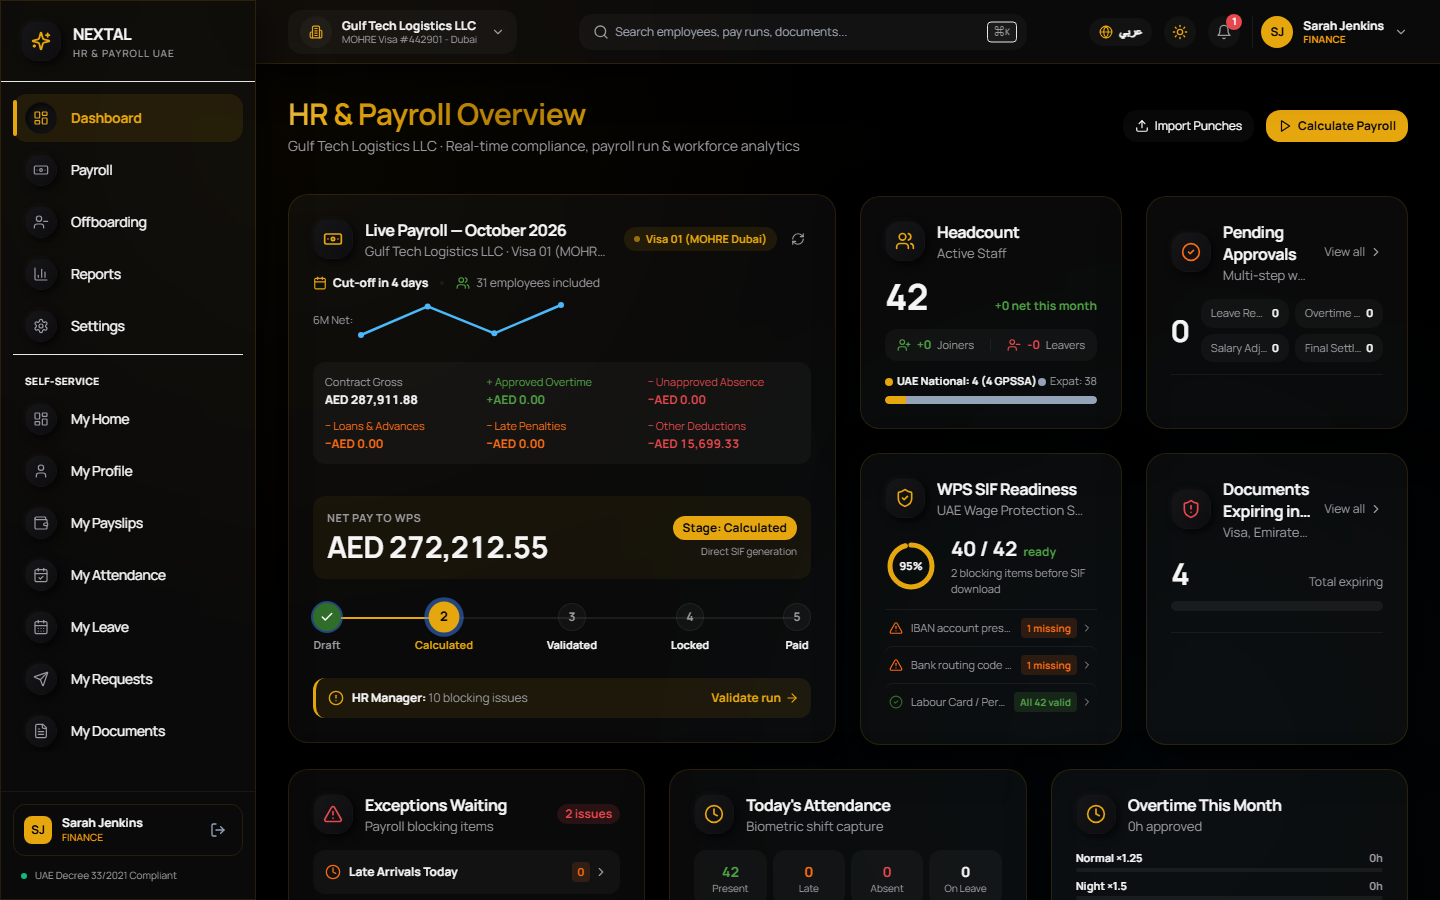 NEXTAL
HR & PAYROLL UAE
Dashboard
Payroll
Offboarding
Reports
Settings
SELF-SERVICE
My Home
My Profile
My Payslips
My Attendance
My Leave
My Requests
My Documents
SJ
Sarah Jenkins
FINANCE
UAE Decree 33/2021 Compliant
Gulf Tech Logistics LLC
MOHRE Visa #442901 - Dubai
Search employees, pay runs, documents...
⌘K
عربي
1
SJ
Sarah Jenkins
FINANCE
HR & Payroll Overview
Gulf Tech Logistics LLC · Real-time compliance, payroll run & workforce analytics
Import Punches
Calculate Payroll
Live Payroll — October 2026
Gulf Tech Logistics LLC · Visa 01 (MOHR...
Visa 01 (MOHRE Dubai)
Cut-off in 4 days · 31 employees included
6M Net:
Contract Gross
AED 287,911.88
+ Approved Overtime
+AED 0.00
− Unapproved Absence
−AED 0.00
− Loans & Advances
−AED 0.00
− Late Penalties
−AED 0.00
− Other Deductions
−AED 15,699.33
NET PAY TO WPS
AED 272,212.55
Stage: Calculated
Direct SIF generation
2 3 4 5
Draft Calculated Validated Locked Paid
HR Manager: 10 blocking issues
Validate run →
Headcount
Active Staff
42
+0 net this month
+0 Joiners
-0 Leavers
UAE National: 4 (4 GPSSA)
Expat: 38
Pending
Approvals
Multi-step w...
View all
0
Leave Re... 0
Overtime ... 0
Salary Adj... 0
Final Settl... 0
WPS SIF Readiness
UAE Wage Protection S...
95%
40 / 42 ready
2 blocking items before SIF
download
IBAN account pres... 1 missing
Bank routing code ... 1 missing
Labour Card / Per... All 42 valid
Documents
Expiring in...
Visa, Emirate...
View all
4
Total expiring
Exceptions Waiting
Payroll blocking items
2 issues
Late Arrivals Today 0
Today's Attendance
Biometric shift capture
42
Present
0
Late
0
Absent
0
On Leave
Overtime This Month
0h approved
Normal ×1.25 0h
Night ×1.5 0h